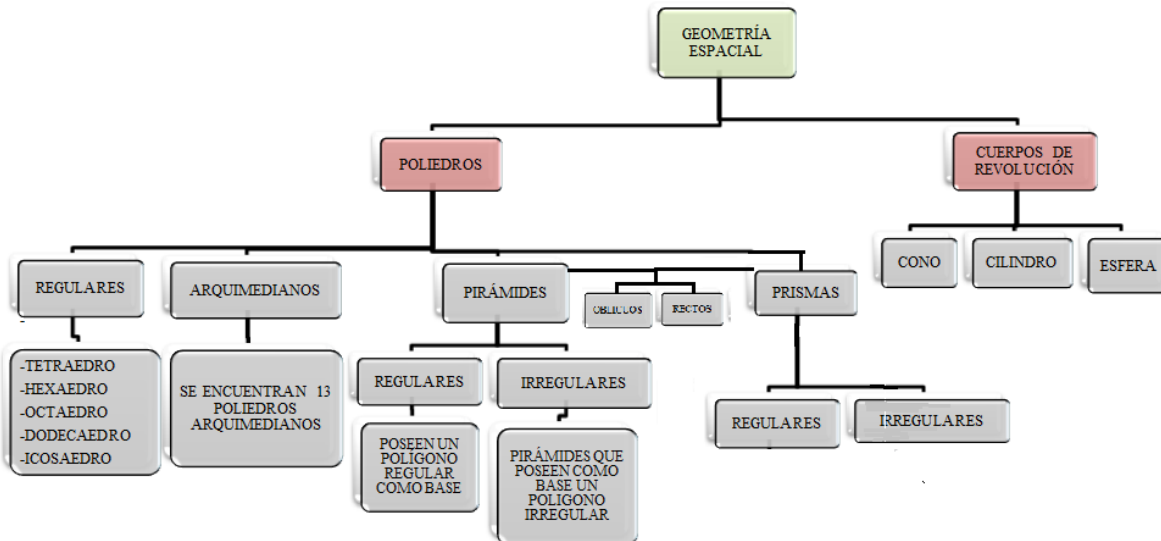 GEOMETRÍA
ESPACIAL
POLIEDROS
CUERPOS DE
REVOLUCIÓN
REGULARES
ARQUIMEDIANOS
PIRÁMIDES
OBLICUOS
RECTOS
PRISMAS
CONO
CILINDRO
ESFERA
-TETRAEDRO
-HEXAEDRO
-OCTAEDRO
-DODECAEDRO
-ICOSAEDRO
SE ENCUENTRAN 13
POLIEDROS
ARQUIMEDIANOS
REGULARES
IRREGULARES
POSEEN UN
POLÍGONO
REGULAR
COMO BASE
PIRÁMIDES QUE
POSEEN COMO
BASE UN
POLIGONO
IRREGULAR
REGULARES
IRREGULARES